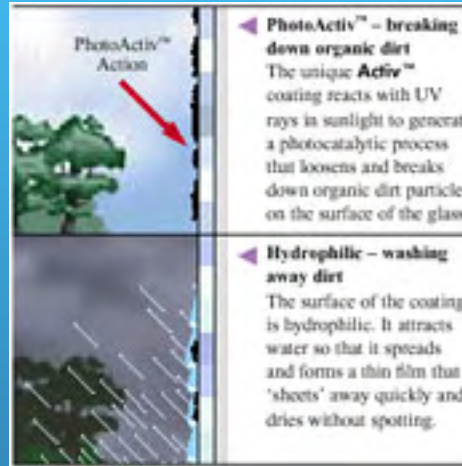 PhotoActiv™
Action
PhotoActiv™ – breaking
down organic dirt
The unique Activ™
coating reacts with UV
rays in sunlight to generat
a photocatalytic process
that loosens and breaks
down organic dirt particle
on the surface of the glass
Hydrophilic – washing
away dirt
The surface of the coating
is hydrophilic. It attracts
water so that it spreads
and forms a thin film that
'sheets' away quickly and
dries without spotting.